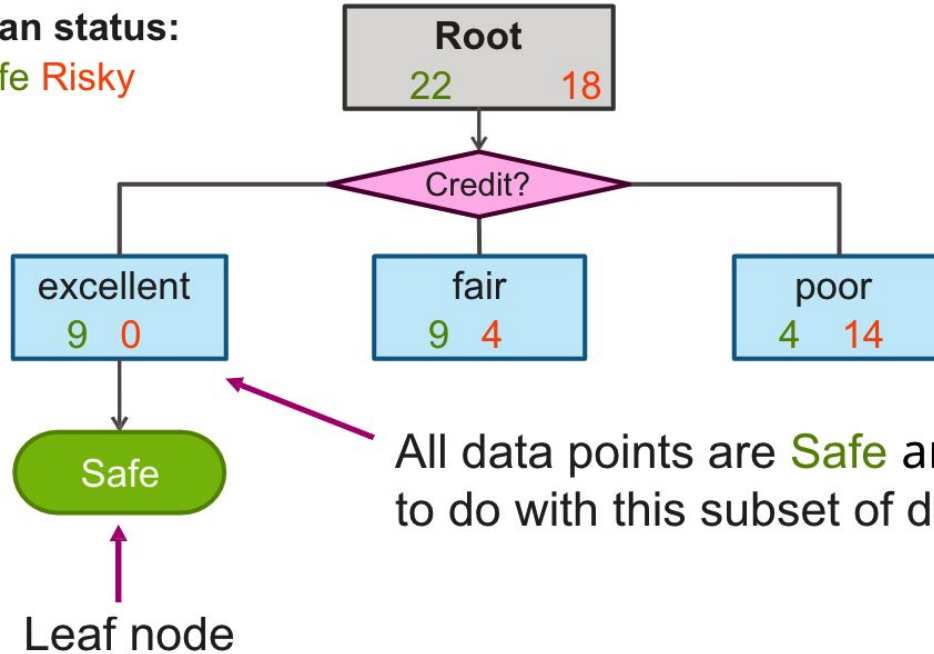 an status:
fe Risky
Root
22 18
Credit?
excellent
9 0
fair
9 4
poor
4 14
Safe
All data points are Safe an
to do with this subset of d
Leaf node